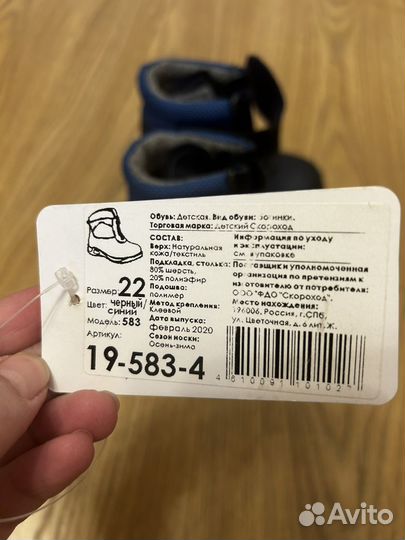 Обувь: Детская. Вид обуви: Ботинки.
Торговая марка: Детский Скороход
СОСТАВ:
Верх: Натуральная
кожа/текстиль
Подкладка, стелька:
80% шерсть,
20% полиэфир
Подошва:
полимер
Метод крепления:
Клеевой
Дата выпуска:
февраль 2020
Сезон носки:
Осень-зима
Информация по уходу
и эксплуатации:
см. в упаковке
Поставщик и уполномоченная
организация по претензиям к
изготовителю от потребителей:
ООО "ФДО "Скороход".
Место нахождения:
196006, Россия, г.СПб,
ул. Цветочная, д. 6 лит. Ж.
Размер: 22
Цвет: черный/
синий
Модель: 583
Артикул:
19-583-4
Avito